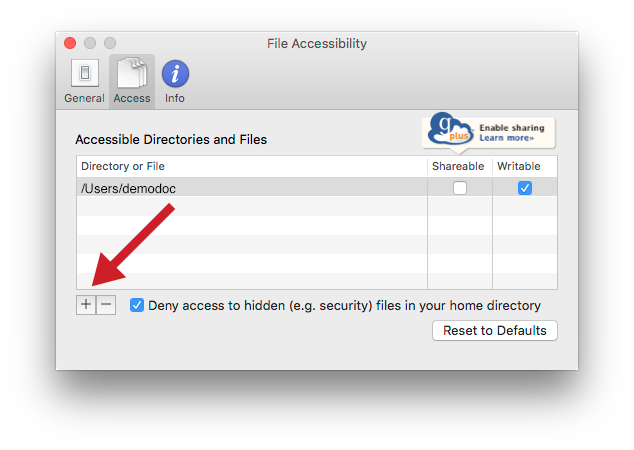 File Accessibility
General Access Info
g
plus
Enable sharing
Learn more»
Accessible Directories and Files
Directory or File Shareable Writable
/Users/demodoc
+ − Deny access to hidden (e.g. security) files in your home directory
Reset to Defaults